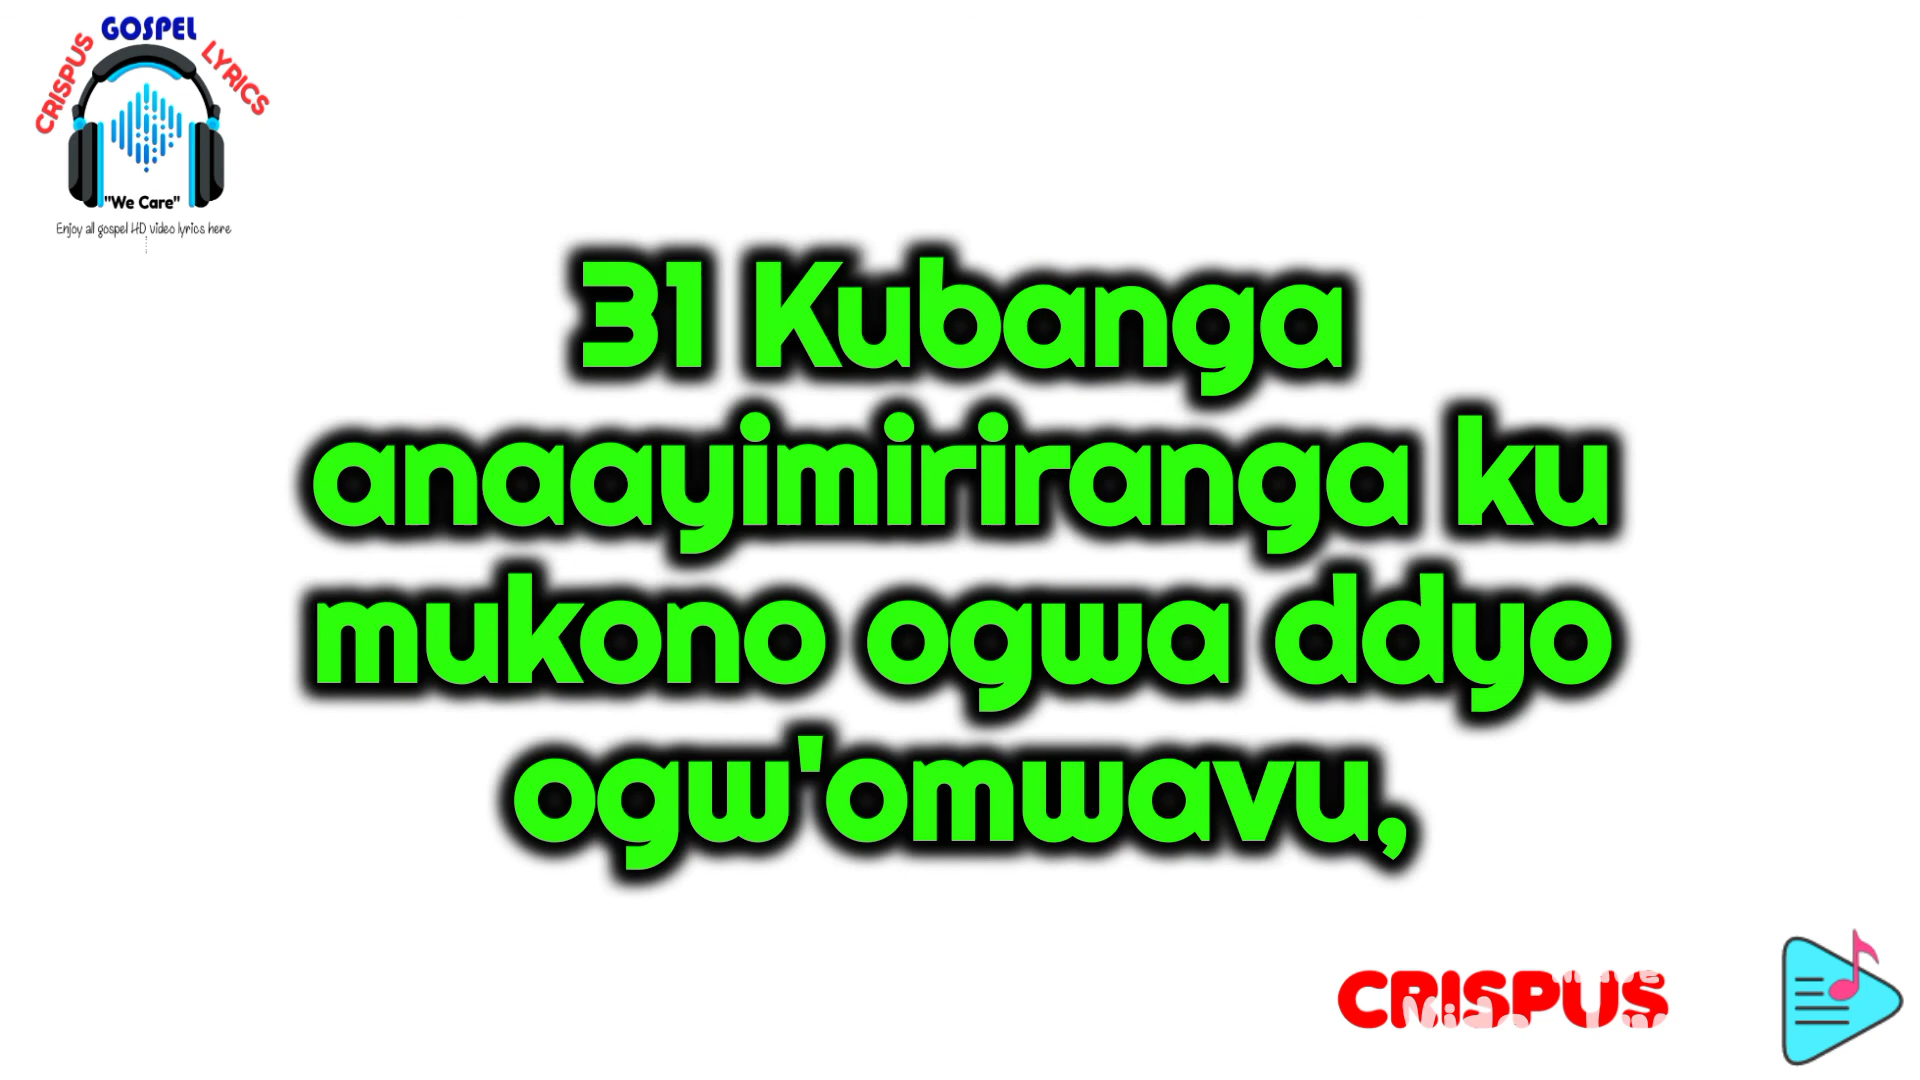 CRISPUS GOSPEL LYRICS
"We Care"
Enjoy all gospel HD video lyrics here
31 Kubanga
anaayimiriranga ku
mukono ogwa ddyo
ogw'omwavu,
CRISPUS